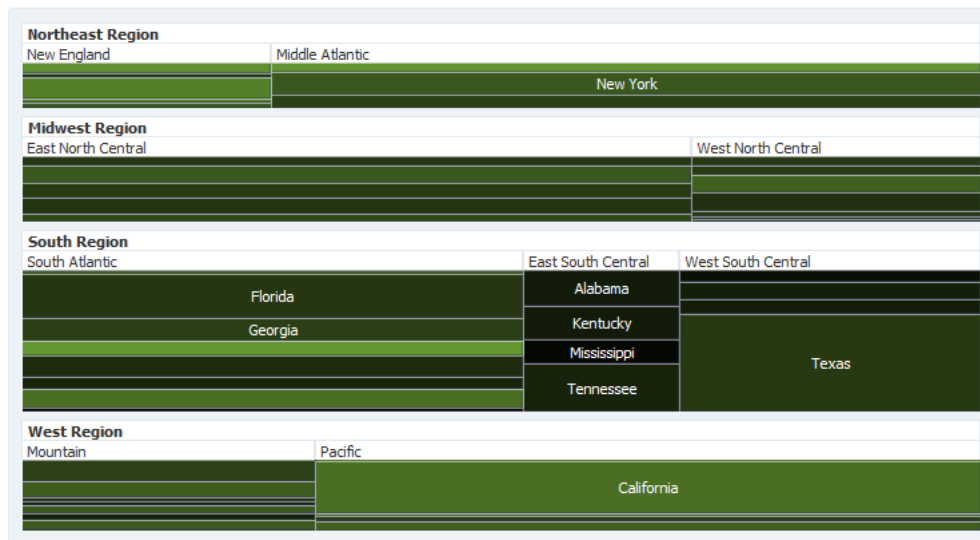 Northeast Region
New England Middle Atlantic
New York
Midwest Region
East North Central West North Central
South Region
South Atlantic East South Central West South Central
Florida
Georgia
Alabama
Kentucky
Mississippi
Tennessee
Texas
West Region
Mountain Pacific
California